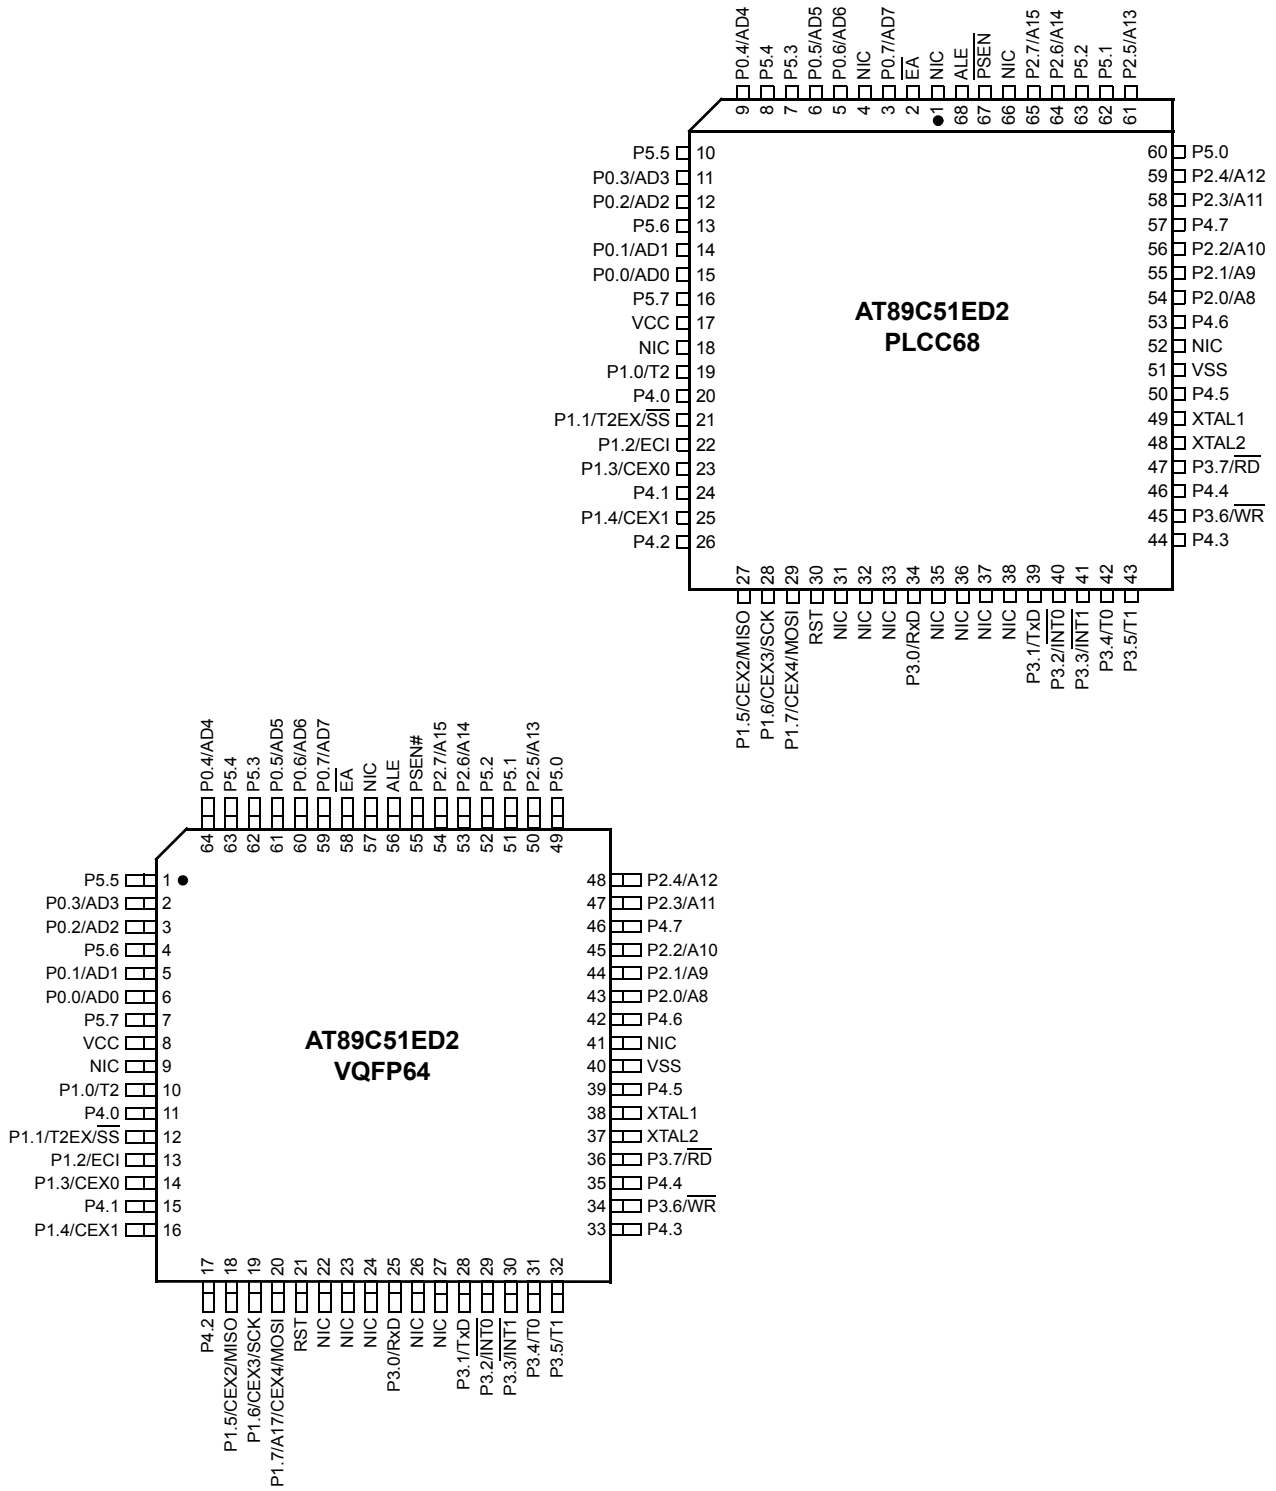 P0.4/AD4
P5.4
P5.3
P0.5/AD5
P0.6/AD6
NIC
P0.7/AD7
EA
NIC
ALE
PSEN
NIC
P2.7/A15
P2.6/A14
P5.2
P5.1
P2.5/A13
9 8 7 6 5 4 3 2 1 68 67 66 65 64 63 62 61
P5.5 10
P0.3/AD3 11
P0.2/AD2 12
P5.6 13
P0.1/AD1 14
P0.0/AD0 15
P5.7 16
VCC 17
NIC 18
P1.0/T2 19
P4.0 20
P1.1/T2EX/SS 21
P1.2/ECI 22
P1.3/CEX0 23
P4.1 24
P1.4/CEX1 25
P4.2 26
AT89C51ED2
PLCC68
60 P5.0
59 P2.4/A12
58 P2.3/A11
57 P4.7
56 P2.2/A10
55 P2.1/A9
54 P2.0/A8
53 P4.6
52 NIC
51 VSS
50 P4.5
49 XTAL1
48 XTAL2
47 P3.7/RD
46 P4.4
45 P3.6/WR
44 P4.3
27 28 29 30 31 32 33 34 35 36 37 38 39 40 41 42 43
P1.5/CEX2/MISO
P1.6/CEX3/SCK
P1.7/CEX4/MOSI
RST
NIC
NIC
NIC
P3.0/RxD
NIC
NIC
NIC
NIC
P3.1/TxD
P3.2/INT0
P3.3/INT1
P3.4/T0
P3.5/T1
P0.4/AD4
P5.4
P5.3
P0.5/AD5
P0.6/AD6
P0.7/AD7
EA
NIC
ALE
PSEN#
P2.7/A15
P2.6/A14
P5.2
P5.1
P2.5/A13
P5.0
64 63 62 61 60 59 58 57 56 55 54 53 52 51 50 49
P5.5 1
P0.3/AD3 2
P0.2/AD2 3
P5.6 4
P0.1/AD1 5
P0.0/AD0 6
P5.7 7
VCC 8
NIC 9
P1.0/T2 10
P4.0 11
P1.1/T2EX/SS 12
P1.2/ECI 13
P1.3/CEX0 14
P4.1 15
P1.4/CEX1 16
AT89C51ED2
VQFP64
48 P2.4/A12
47 P2.3/A11
46 P4.7
45 P2.2/A10
44 P2.1/A9
43 P2.0/A8
42 P4.6
41 NIC
40 VSS
39 P4.5
38 XTAL1
37 XTAL2
36 P3.7/RD
35 P4.4
34 P3.6/WR
33 P4.3
17 18 19 20 21 22 23 24 25 26 27 28 29 30 31 32
P4.2
P1.5/CEX2/MISO
P1.6/CEX3/SCK
P1.7/A17/CEX4/MOSI
RST
NIC
NIC
NIC
P3.0/RxD
NIC
NIC
P3.1/TxD
P3.2/INT0
P3.3/INT1
P3.4/T0
P3.5/T1